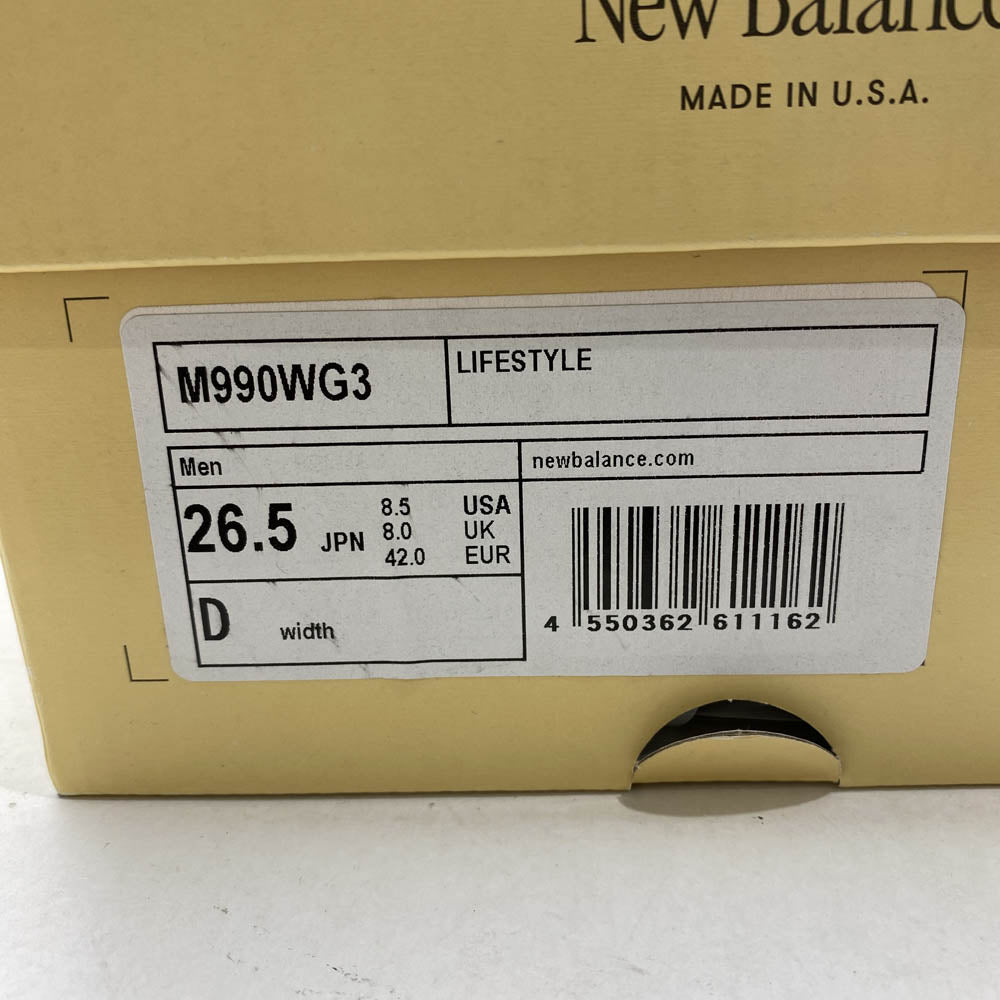 New Balance
MADE IN U.S.A.
M990WG3
LIFESTYLE
Men
newbalance.com
26.5 JPN
8.5 USA
8.0 UK
42.0 EUR
D width
4 550362 611162